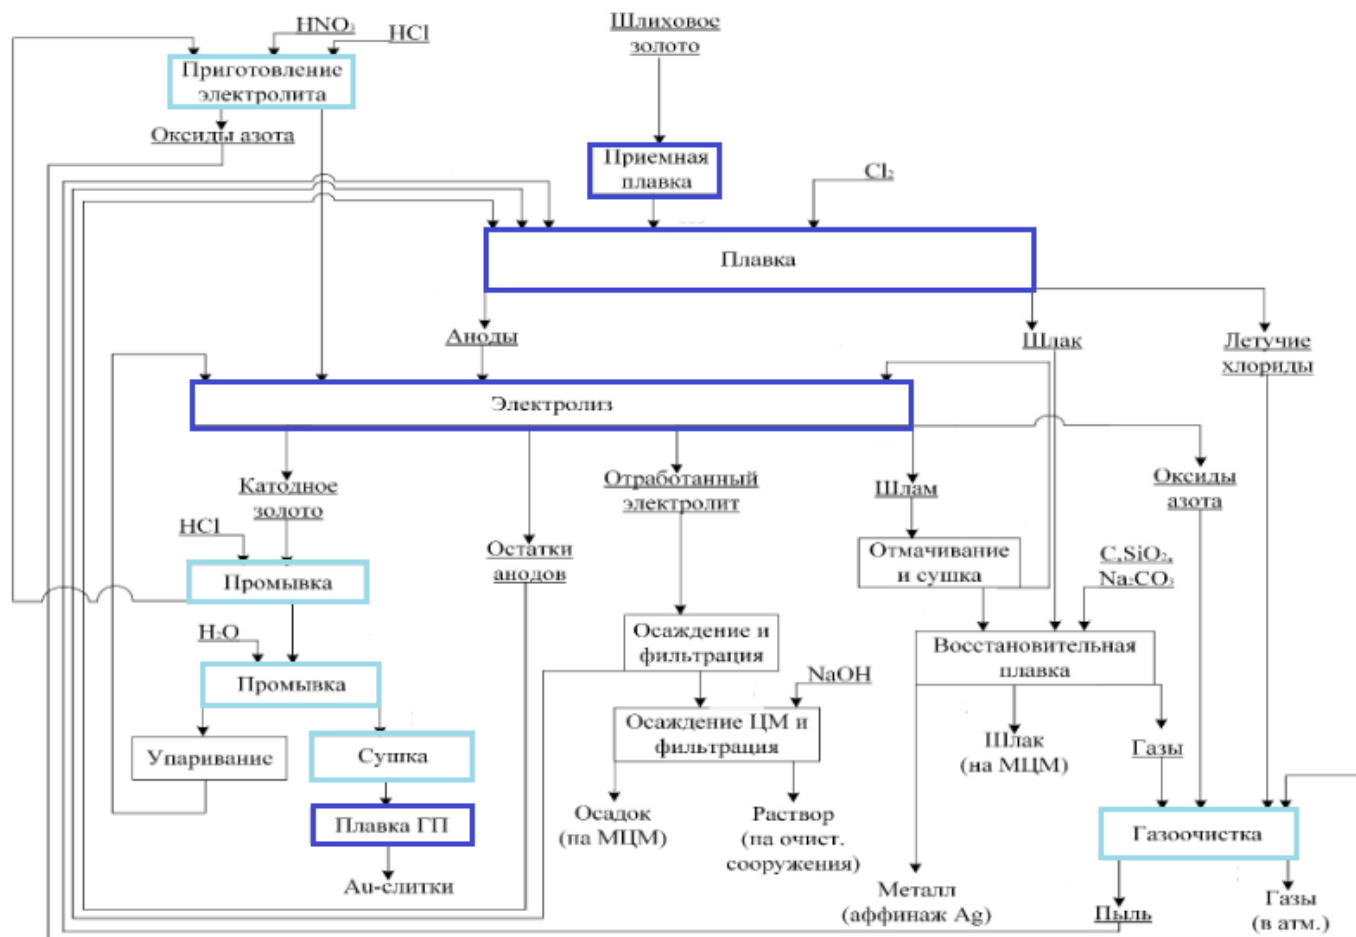 HNO₃
HCl
Шлиховое
золото
Приготовление
электролита
Оксиды азота
Приемная
плавка
Cl₂
Плавка
Аноды
Шлак
Летучие
хлориды
Электролиз
Катодное
золото
Отработанный
электролит
Шлам
Оксиды
азота
HCl
Остатки
анодов
Отмачивание
и сушка
C,SiO₂,
Na₂CO₃
Промывка
H₂O
Осаждение и
фильтрация
Восстановительная
плавка
Промывка
NaOH
Осаждение ЦМ и
фильтрация
Упаривание
Сушка
Шлак
(на МЦМ)
Газы
Плавка ГП
Осадок
(па МЦМ)
Раствор
(на очист.
сооружения)
Газоочистка
Au-слитки
Металл
(аффинаж Ag)
Пыль
Газы
(в атм.)